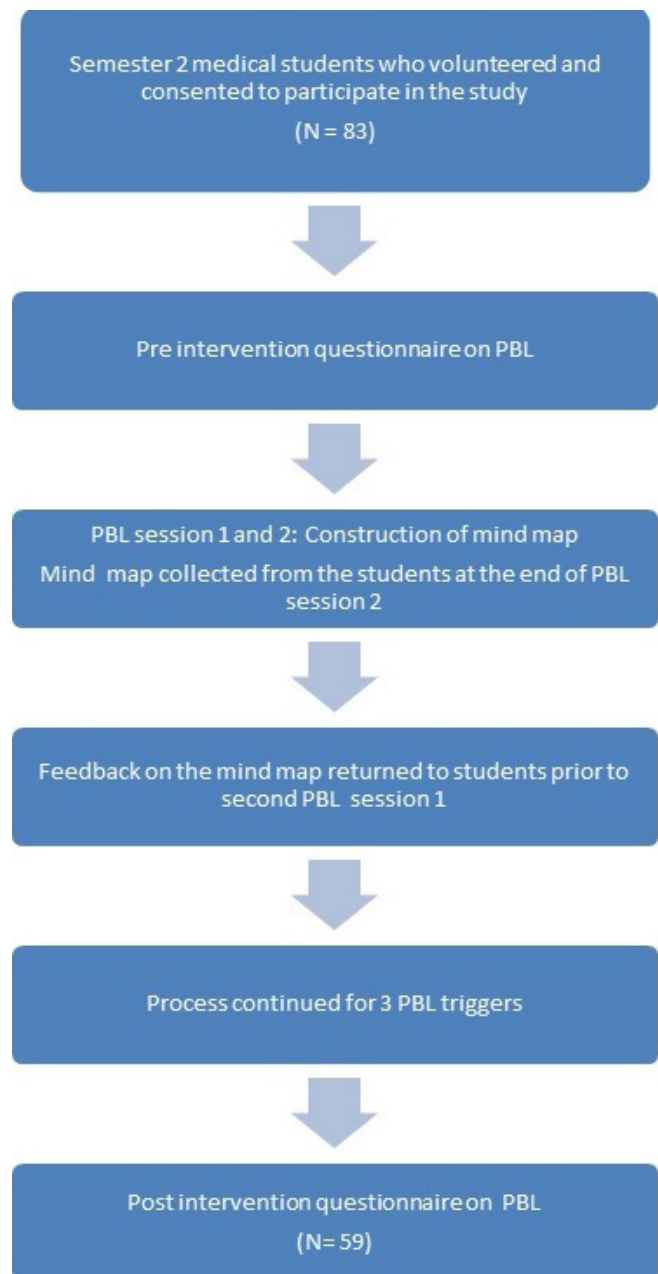 Semester 2 medical students who volunteered and
consented to participate in the study
(N = 83)
Pre intervention questionnaire on PBL
PBL session 1 and 2: Construction of mind map
Mind map collected from the students at the end of PBL
session 2
Feedback on the mind map returned to students prior to
second PBL session 1
Process continued for 3 PBL triggers
Post intervention questionnaire on PBL
(N= 59)